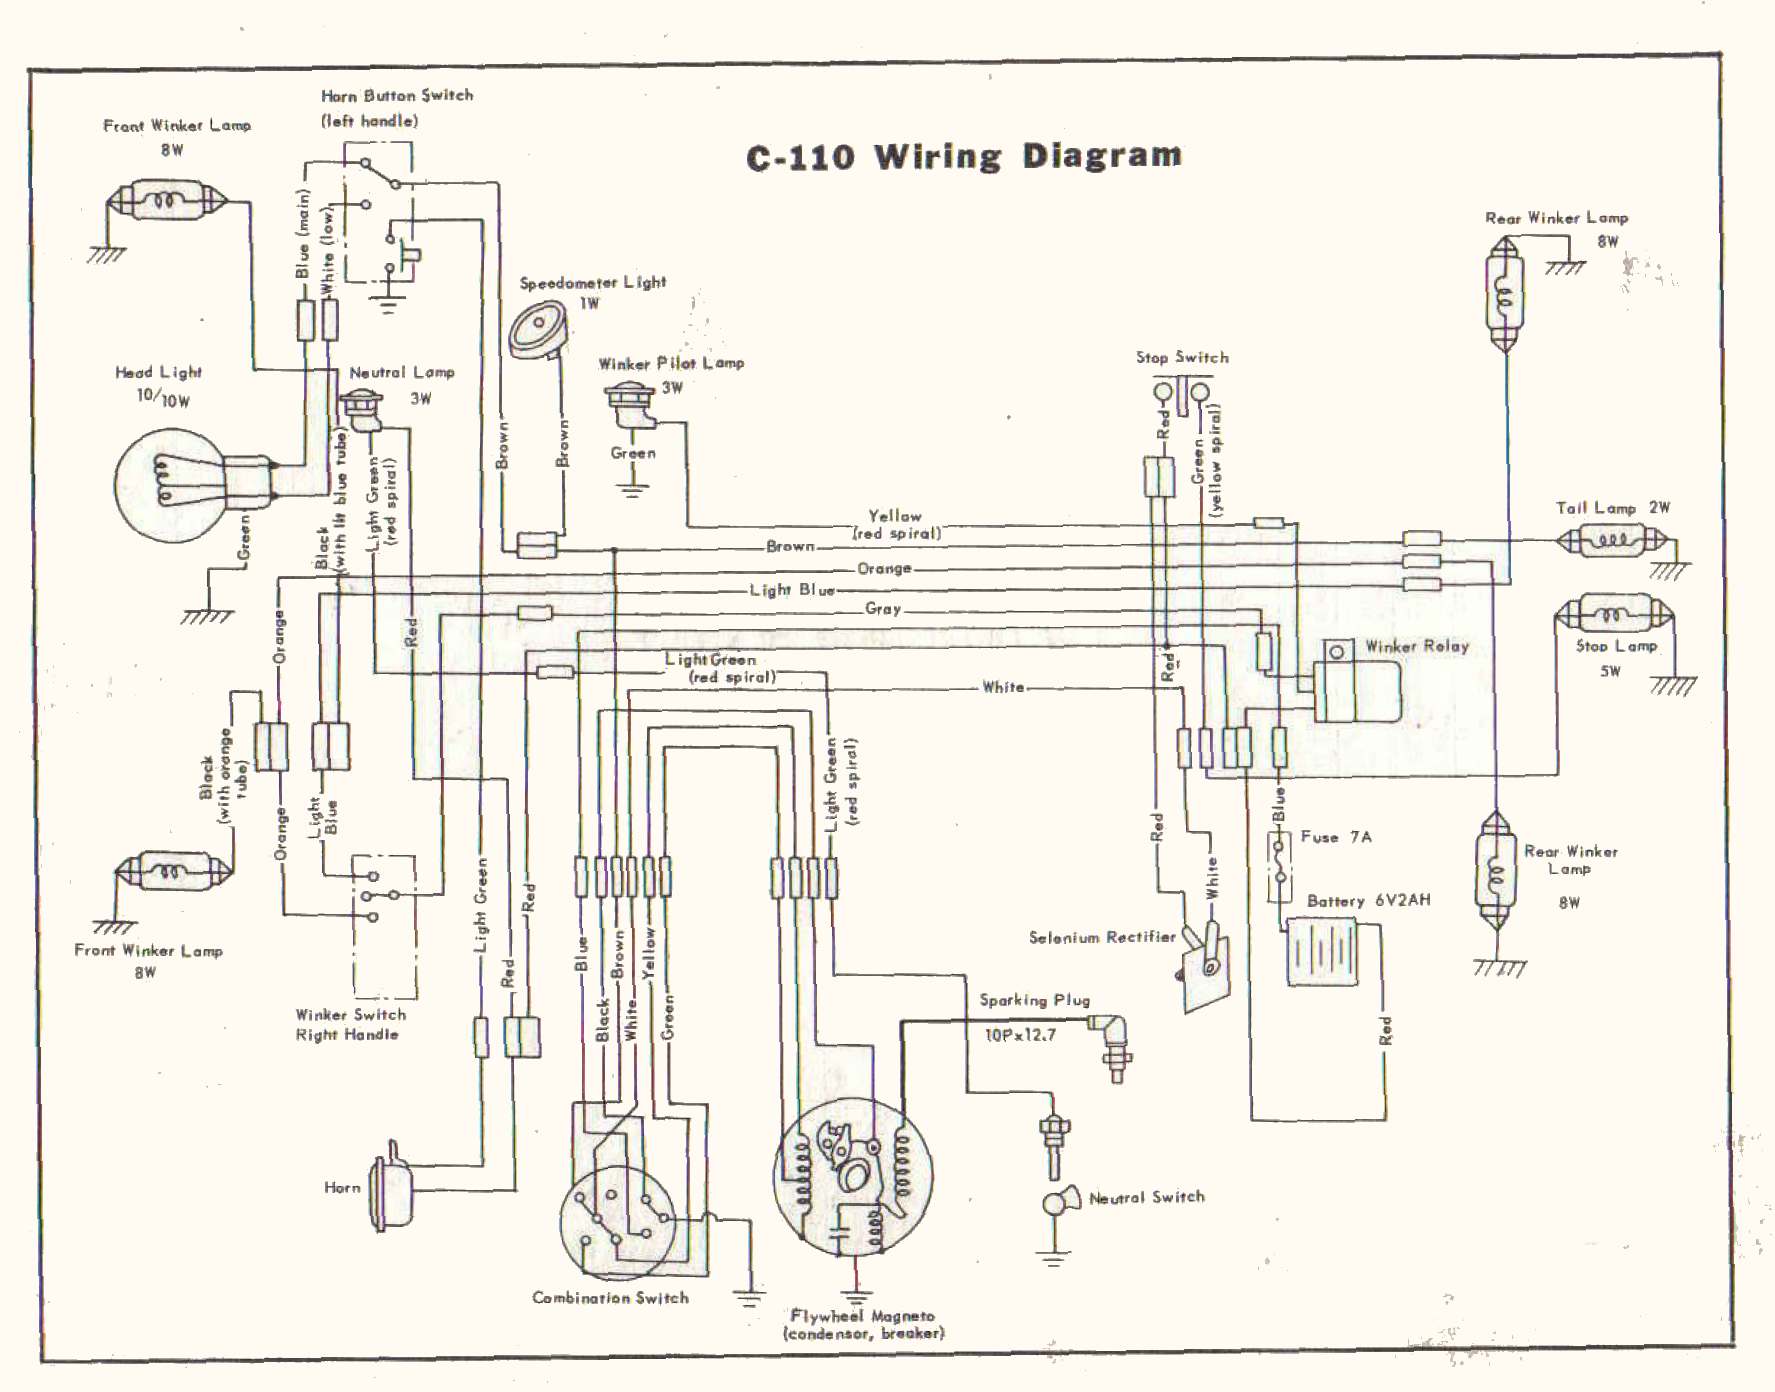 C-110 Wiring Diagram
Horn Button Switch
(left handle)
Front Winker Lamp
8W
Blue (main)
White (low)
Speedometer Light
1W
Winker Pilot Lamp
3W
Green
Head Light
10/10W
Neutral Lamp
3W
Green
Black
(with lit blue tube)
Light Green
(red spiral)
Red
Brown
Brown
Stop Switch
Red
Green
(yellow spiral)
Rear Winker Lamp
8W
Tail Lamp 2W
Stop Lamp
5W
Yellow
(red spiral)
Brown
Orange
Light Blue
Gray
Light Green
(red spiral)
White
Red
Winker Relay
Orange
Black
(with orange
tube)
Orange
Light
Blue
Front Winker Lamp
8W
Winker Switch
Right Handle
Light Green
Red
Red
Horn
Blue
Black
Brown
White
Yellow
Green
Light Green
(red spiral)
Combination Switch
Flywheel Magneto
(condensor, breaker)
Sparking Plug
10Px12.7
Neutral Switch
Red
White
Selenium Rectifier
Blue
Fuse 7A
Battery 6V2AH
Red
Rear Winker
Lamp
8W